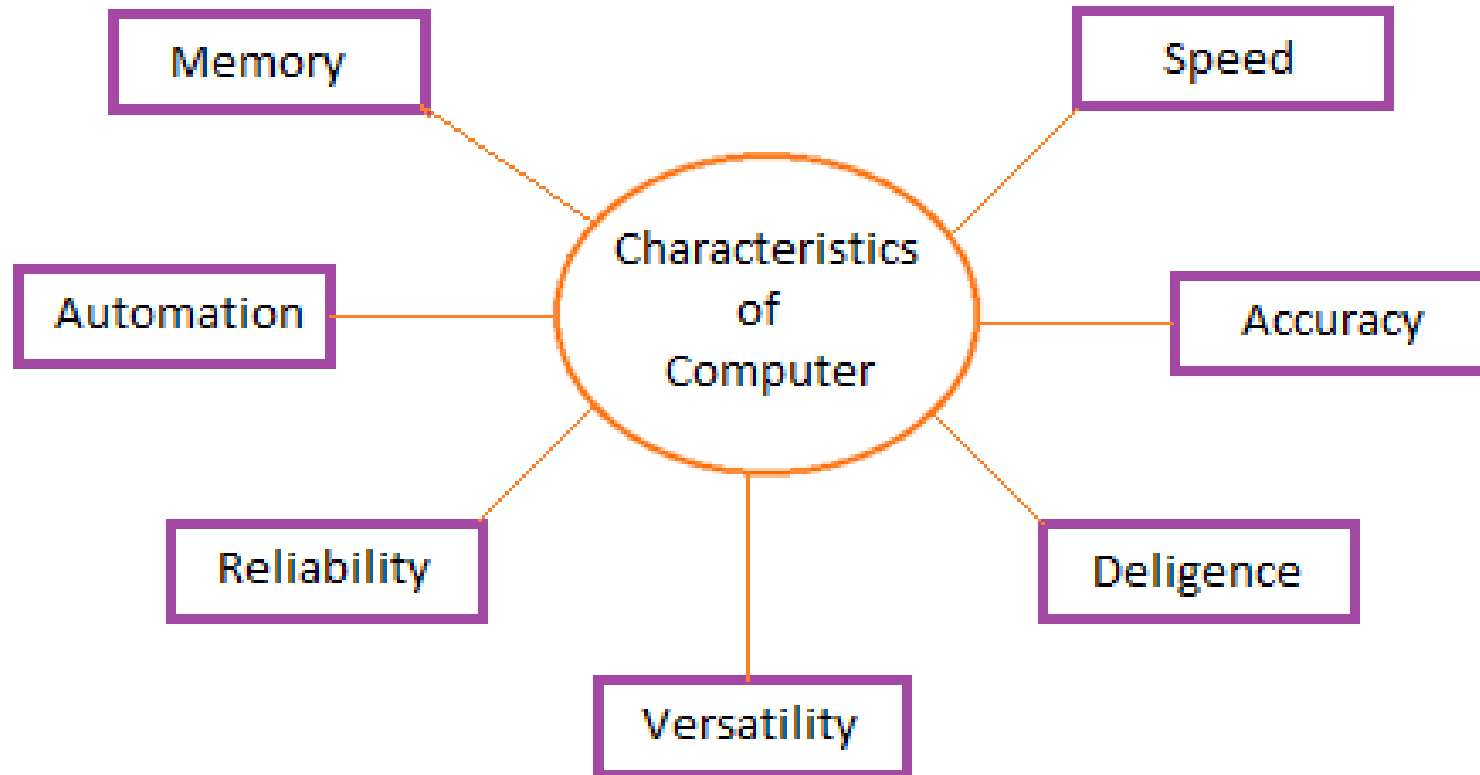 Memory
Speed
Characteristics
of
Computer
Automation
Accuracy
Reliability
Deligence
Versatility